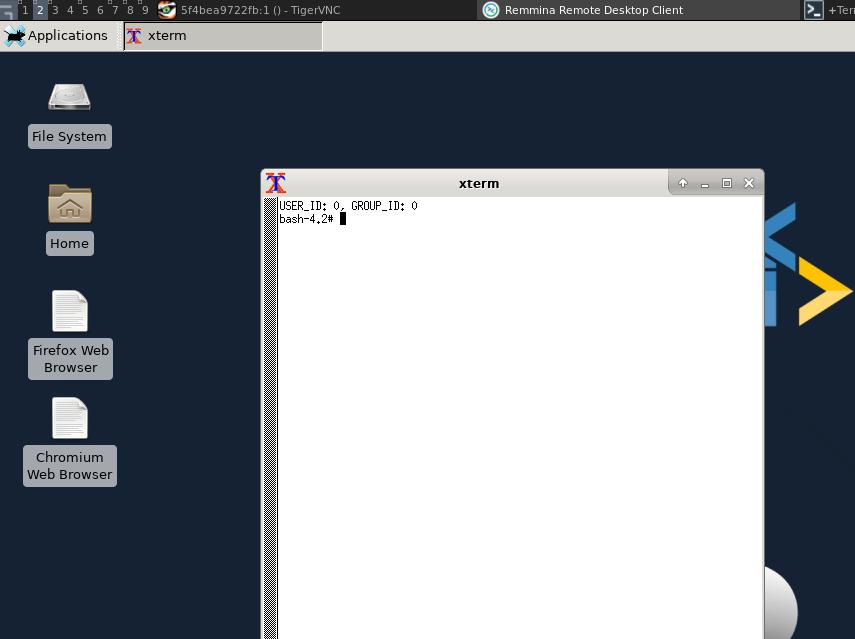 1 2 3 4 5 6 7 8 9 5f4bea9722fb:1 () - TigerVNC Remmina Remote Desktop Client +Ter
Applications xterm
File System
Home
Firefox Web
Browser
Chromium
Web Browser
xterm
USER_ID: 0, GROUP_ID: 0
bash-4.2#